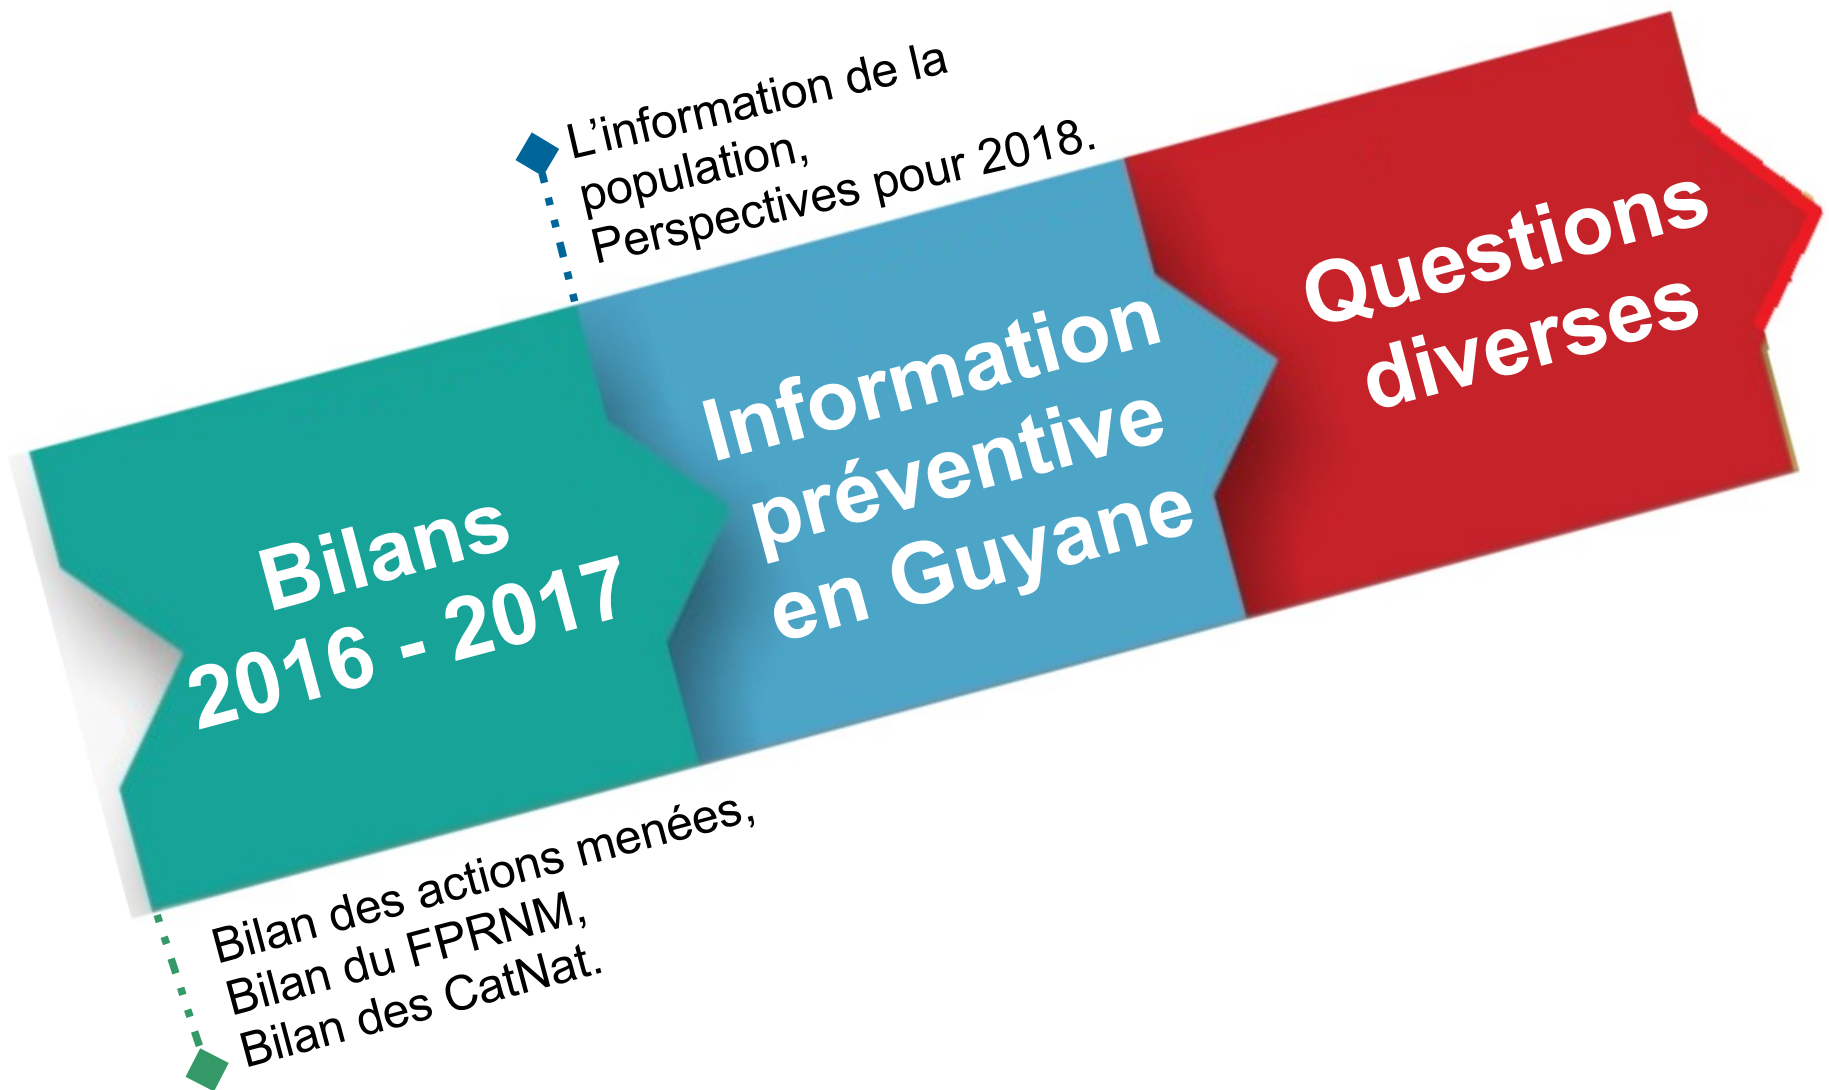 L'information de la
population,
Perspectives pour 2018.
Bilans
2016 - 2017
Information
préventive
en Guyane
Questions
diverses
Bilan des actions menées,
Bilan du FPRNM,
Bilan des CatNat.